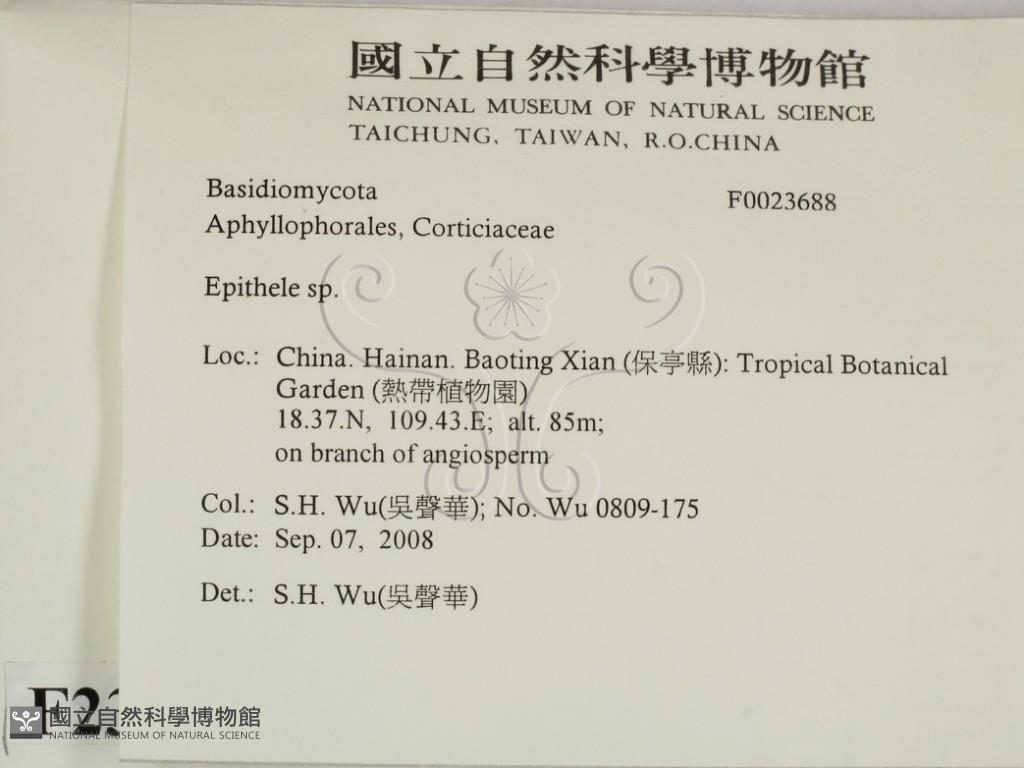 國立自然科學博物館
NATIONAL MUSEUM OF NATURAL SCIENCE
TAICHUNG, TAIWAN, R.O.CHINA
Basidiomycota F0023688
Aphyllophorales, Corticiaceae
Epithele sp.
Loc.: China. Hainan. Baoting Xian (保亭縣): Tropical Botanical
Garden (熱帶植物園)
18.37.N, 109.43.E; alt. 85m;
on branch of angiosperm
Col.: S.H. Wu(吳聲華); No. Wu 0809-175
Date: Sep. 07, 2008
Det.: S.H. Wu(吳聲華)
國立自然科學博物館
NATIONAL MUSEUM OF NATURAL SCIENCE